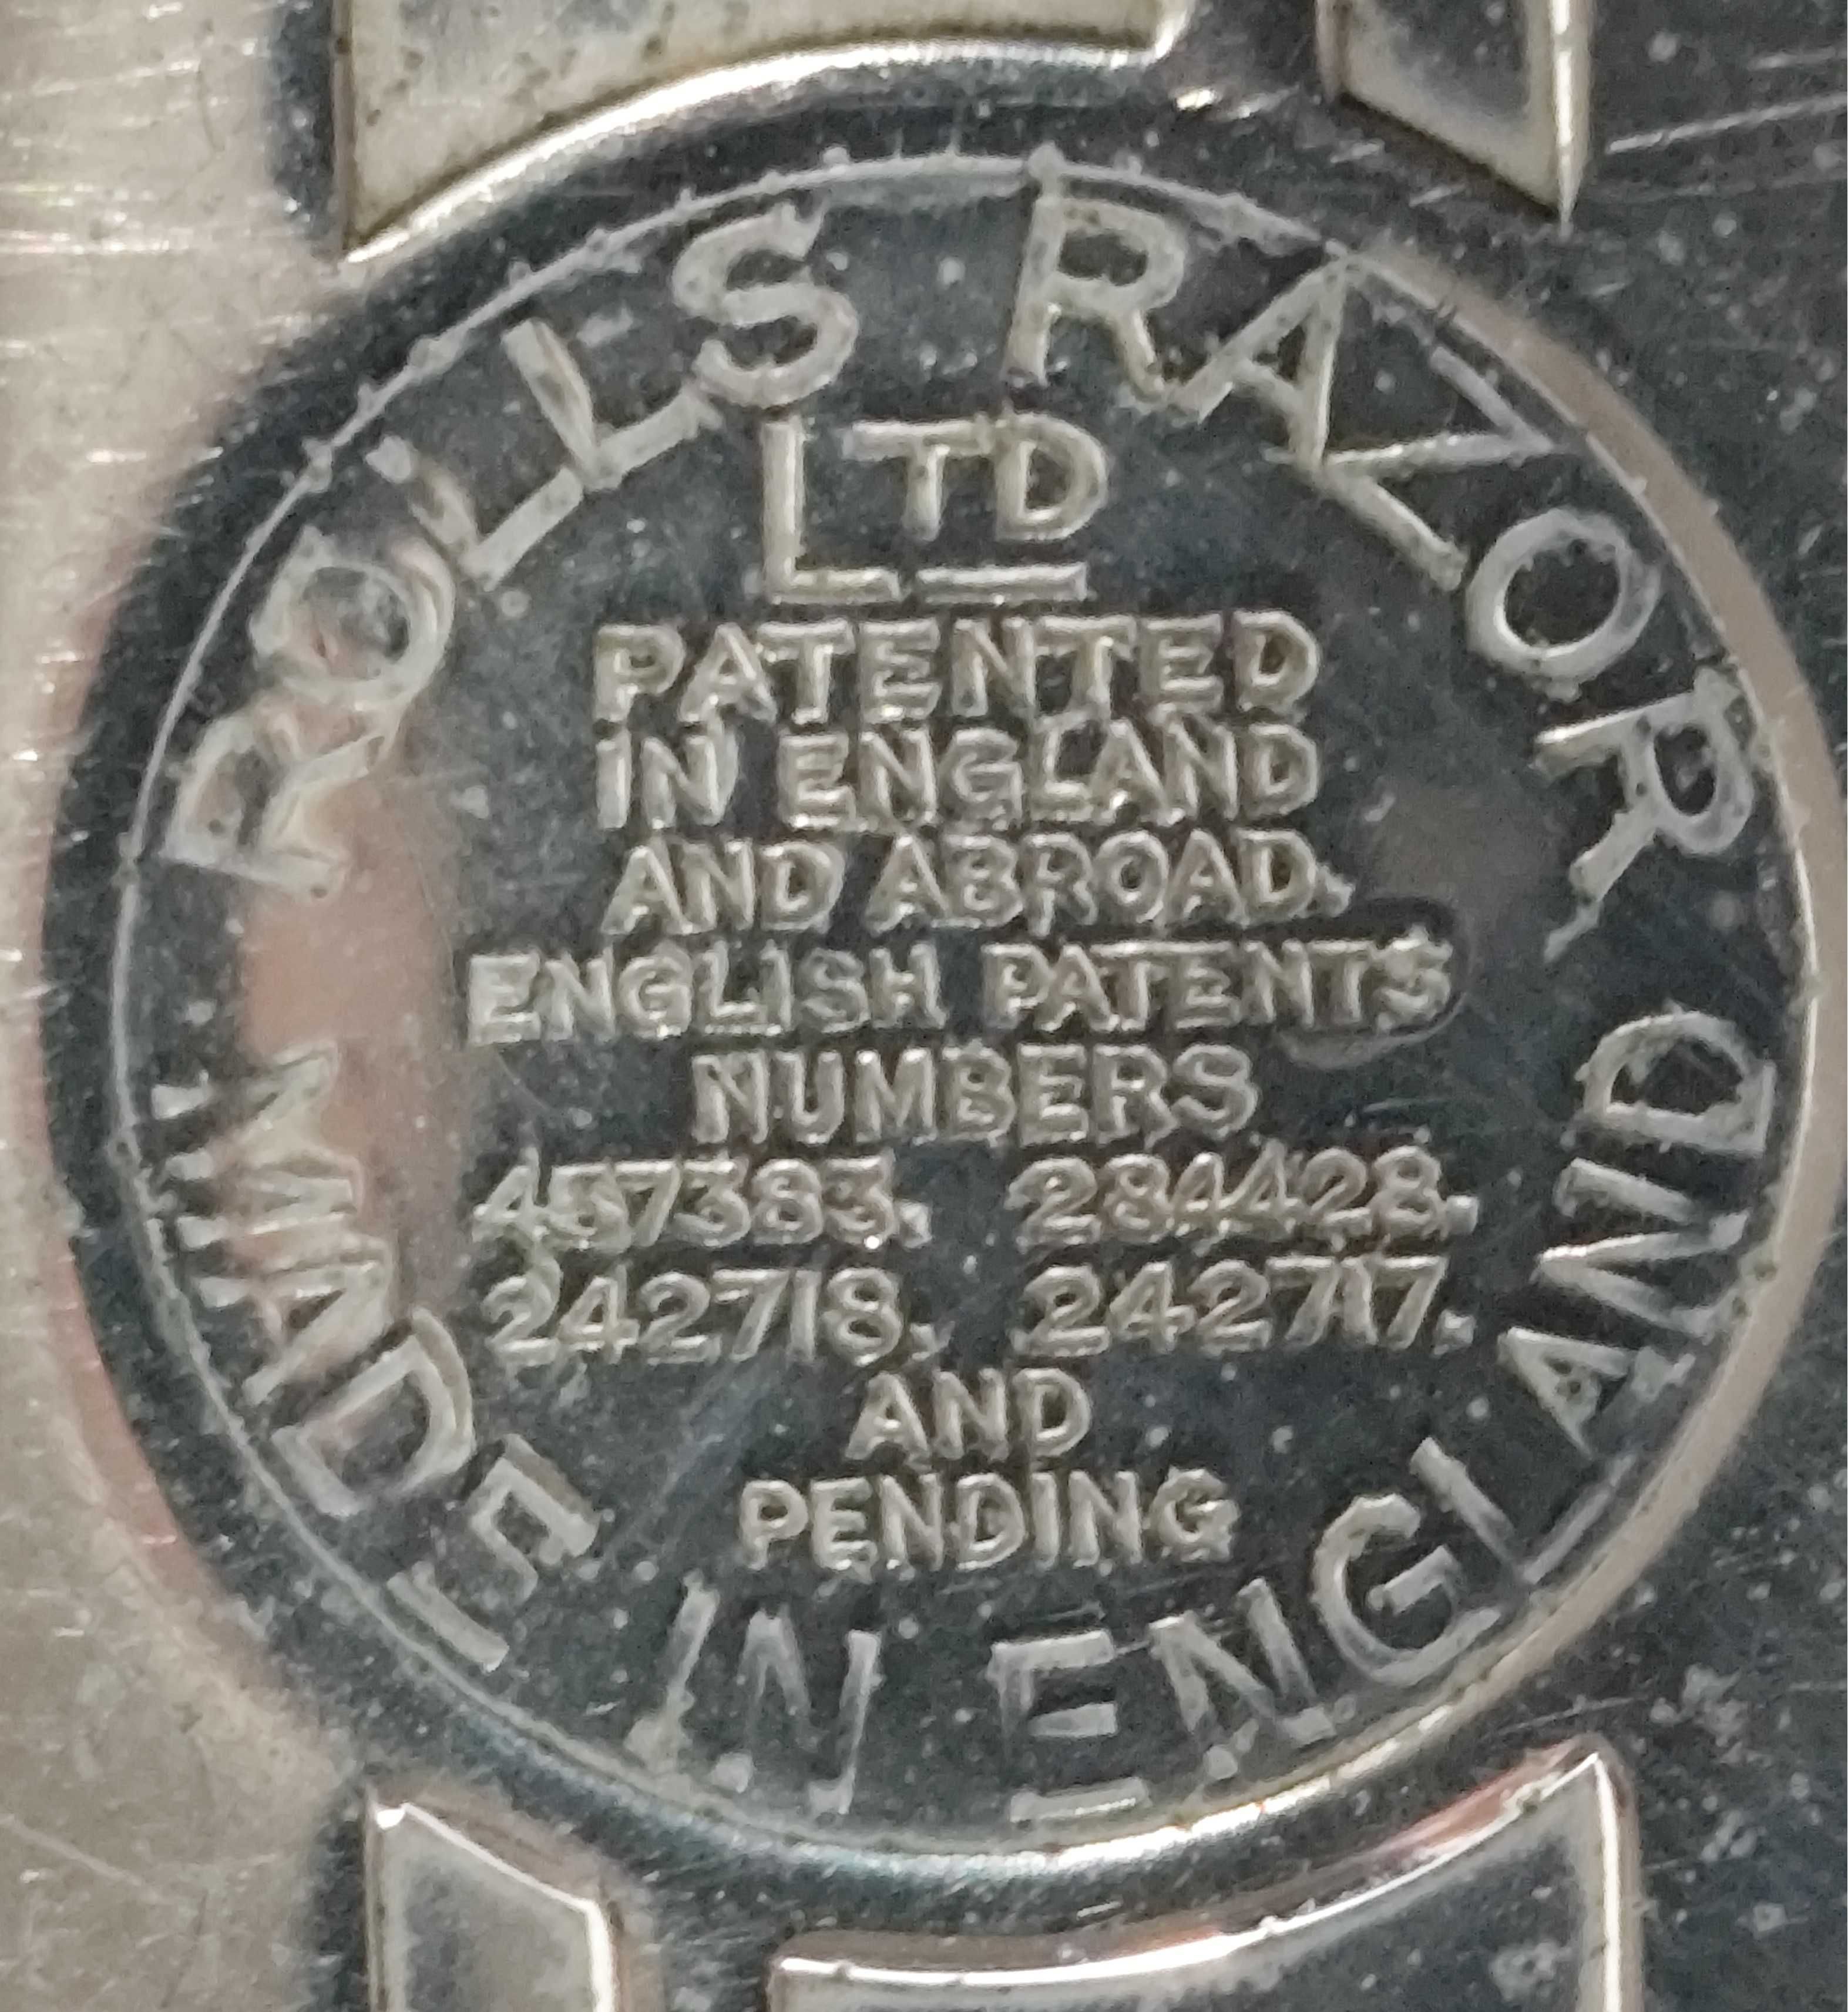 ROLLS RAZOR
LTD
PATENTED
IN ENGLAND
AND ABROAD.
ENGLISH PATENTS
NUMBERS
457383. 284428.
242718. 242717.
AND
PENDING
MADE IN ENGLAND